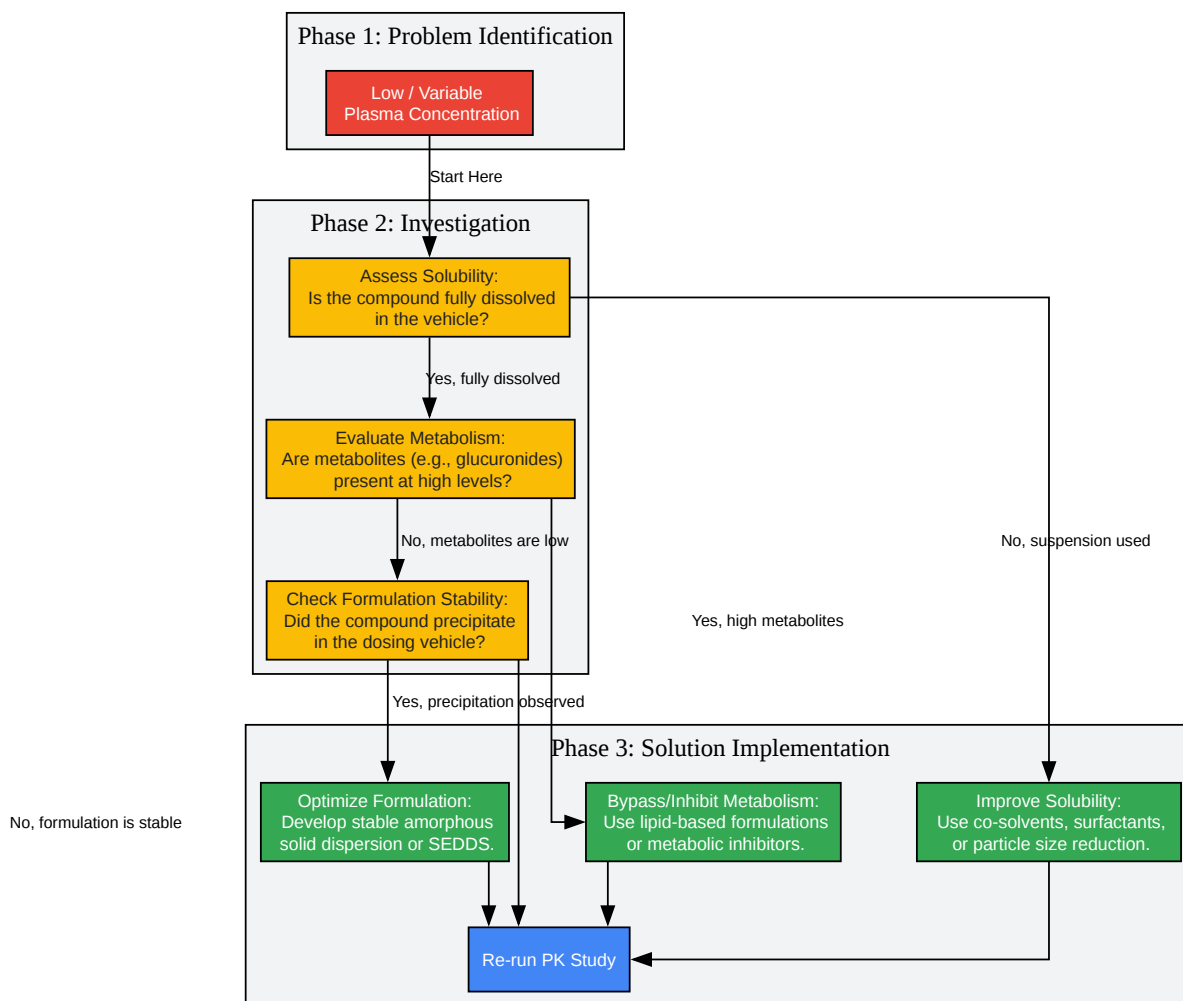 Phase 1: Problem Identification
Low / Variable
Plasma Concentration
Start Here
Phase 2: Investigation
Assess Solubility:
Is the compound fully dissolved
in the vehicle?
Yes, fully dissolved
Evaluate Metabolism:
Are metabolites (e.g., glucuronides)
present at high levels?
No, metabolites are low
No, suspension used
Check Formulation Stability:
Did the compound precipitate
in the dosing vehicle?
Yes, high metabolites
Yes, precipitation observed
Phase 3: Solution Implementation
No, formulation is stable
Optimize Formulation:
Develop stable amorphous
solid dispersion or SEDDS.
Bypass/Inhibit Metabolism:
Use lipid-based formulations
or metabolic inhibitors.
Improve Solubility:
Use co-solvents, surfactants,
or particle size reduction.
Re-run PK Study